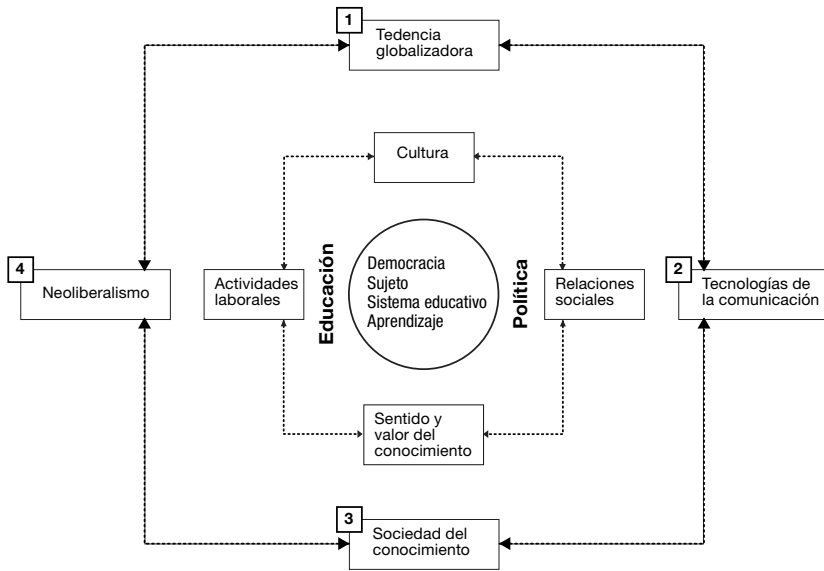 1
Tedencia
globalizadora
Cultura
4
Neoliberalismo
Actividades
laborales
Educación
Democracia
Sujeto
Sistema educativo
Aprendizaje
Política
Relaciones
sociales
2
Tecnologías de
la comunicación
Sentido y
valor del
conocimiento
3
Sociedad del
conocimiento